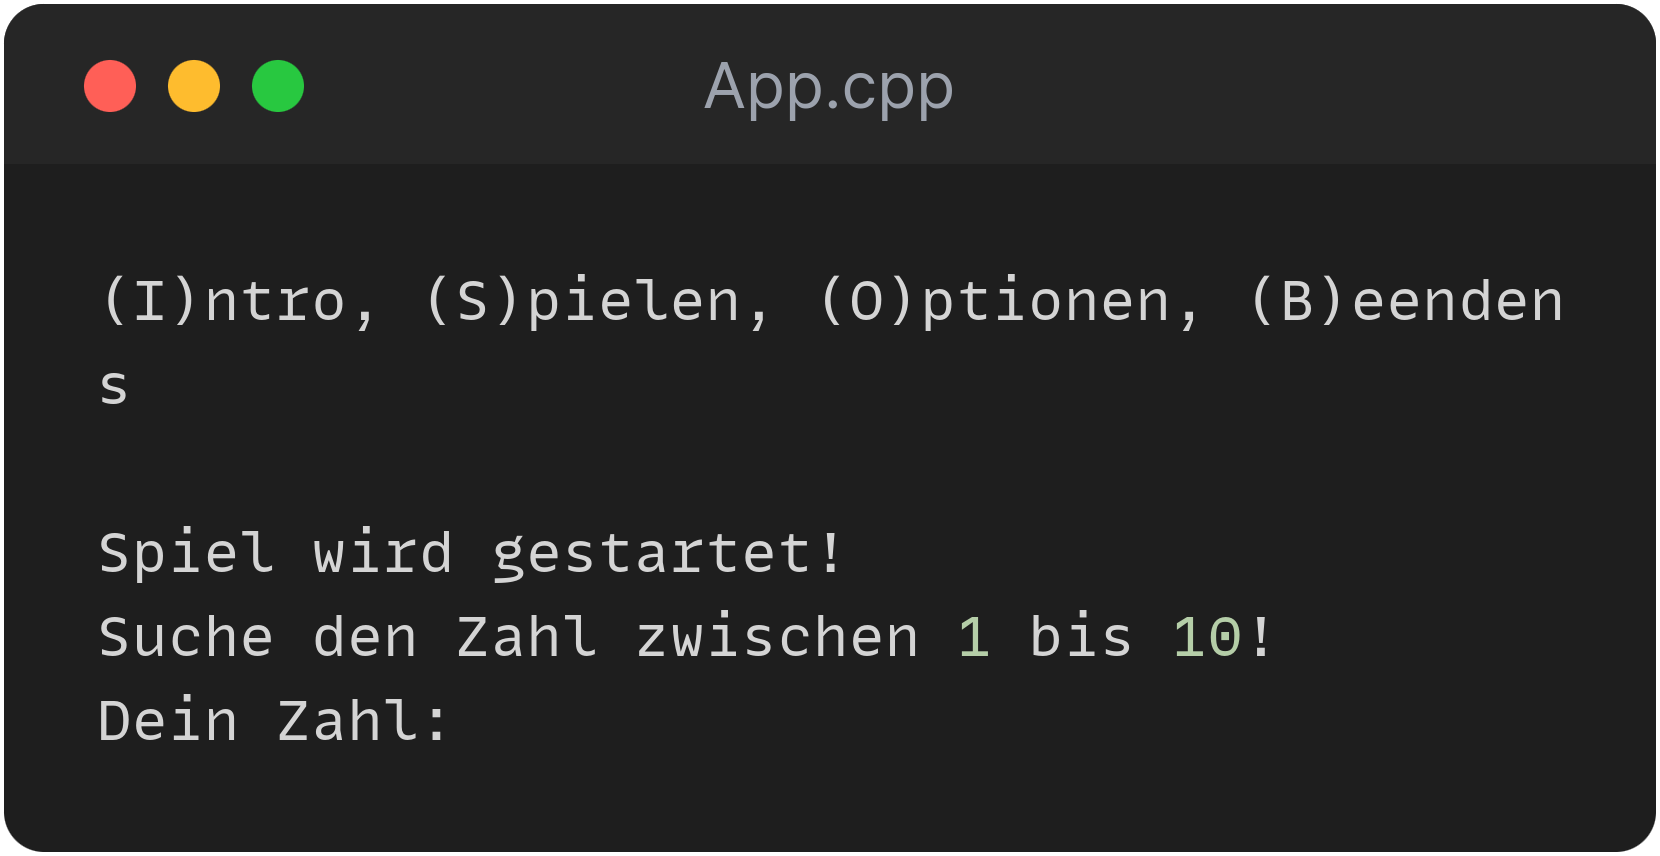 App.cpp
(I)ntro, (S)pielen, (O)ptionen, (B)eenden
s
Spiel wird gestartet!
Suche den Zahl zwischen 1 bis 10!
Dein Zahl: